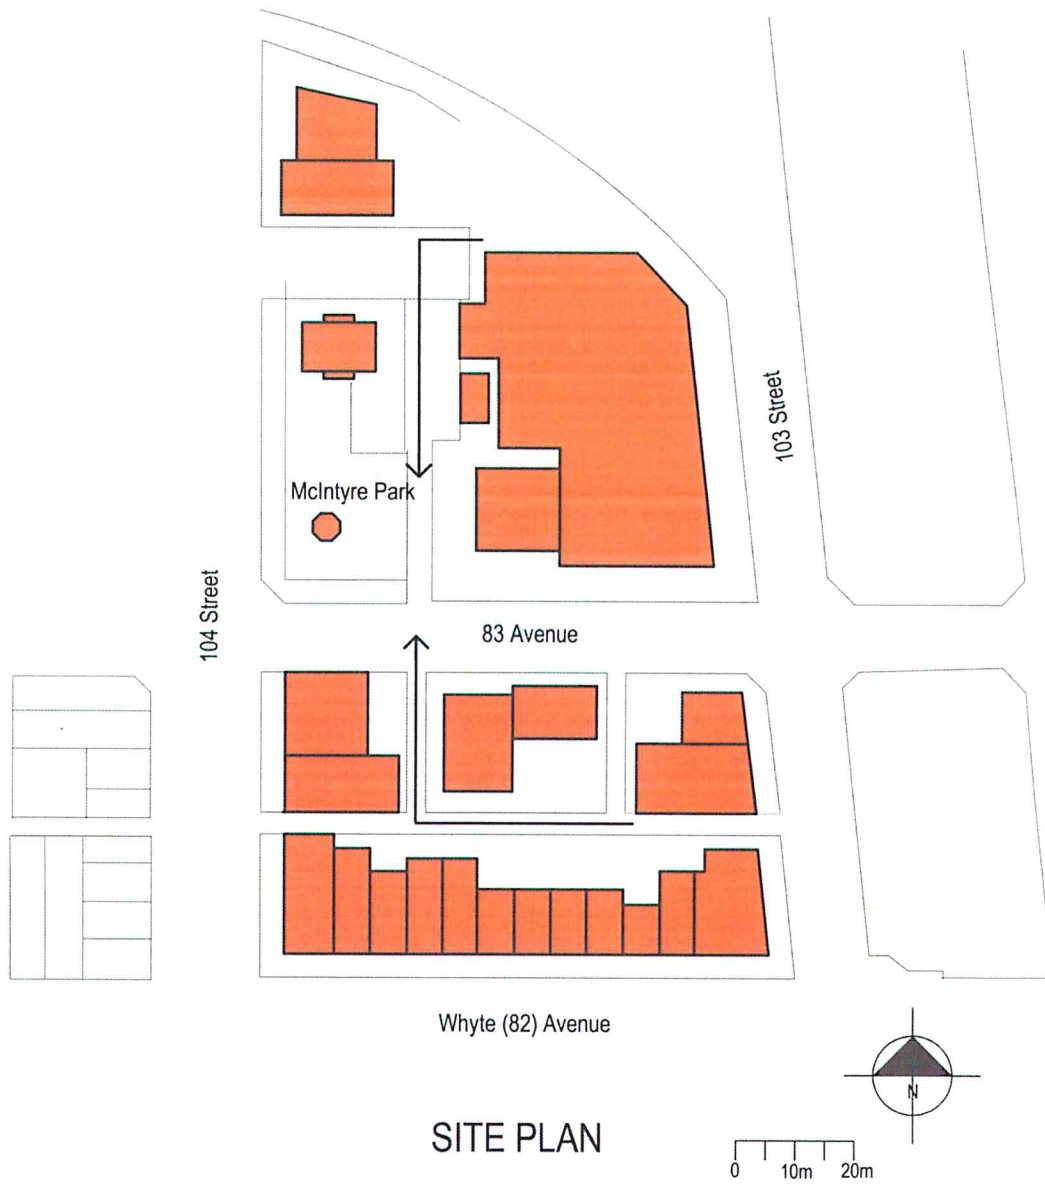 103 Street
McIntyre Park
104 Street
83 Avenue
Whyte (82) Avenue
N
SITE PLAN
0 10m 20m